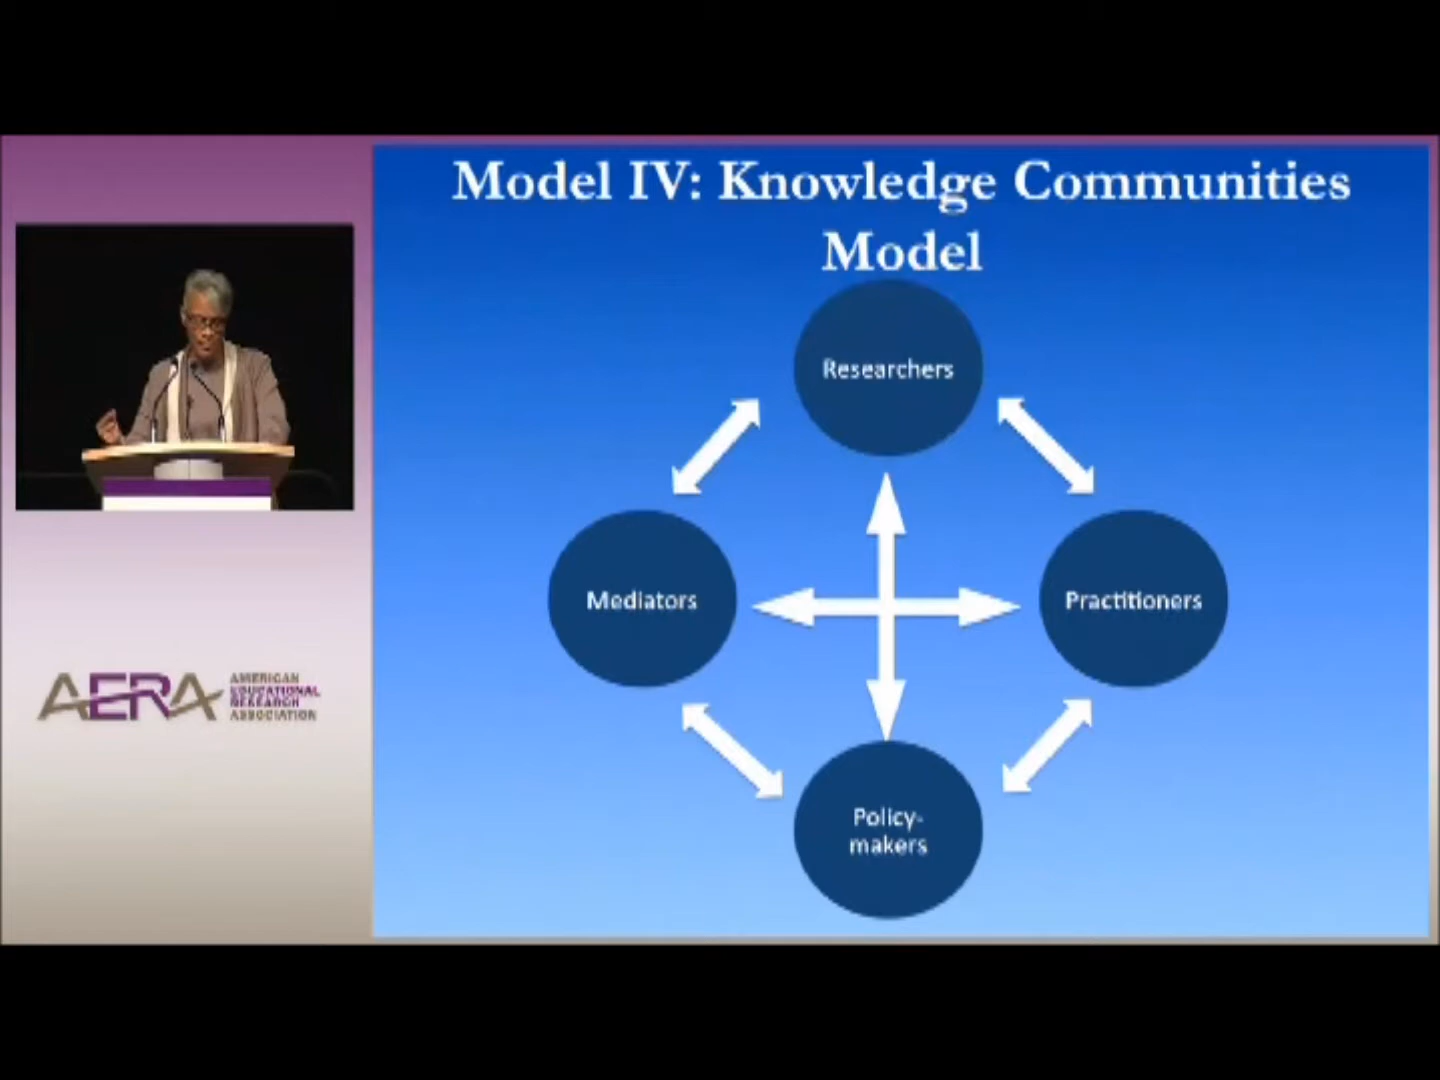 Model IV: Knowledge Communities
Model
Researchers
Mediators
Practitioners
Policy-
makers
AERA
AMERICAN
EDUCATIONAL
RESEARCH
ASSOCIATION